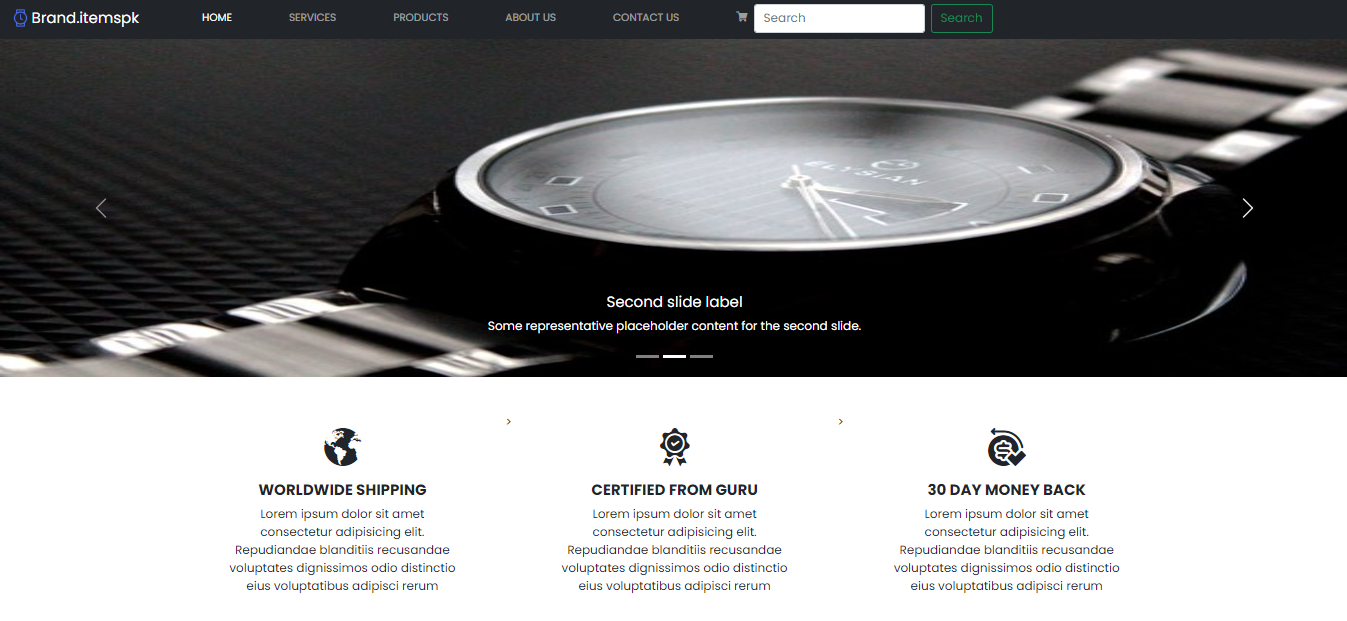 Brand.itemspk HOME SERVICES PRODUCTS ABOUT US CONTACT US Search Search
ELYSIAN
Second slide label
Some representative placeholder content for the second slide.
> >
WORLDWIDE SHIPPING
Lorem ipsum dolor sit amet
consectetur adipisicing elit.
Repudiandae blanditiis recusandae
voluptates dignissimos odio distinctio
eius voluptatibus adipisci rerum
CERTIFIED FROM GURU
Lorem ipsum dolor sit amet
consectetur adipisicing elit.
Repudiandae blanditiis recusandae
voluptates dignissimos odio distinctio
eius voluptatibus adipisci rerum
30 DAY MONEY BACK
Lorem ipsum dolor sit amet
consectetur adipisicing elit.
Repudiandae blanditiis recusandae
voluptates dignissimos odio distinctio
eius voluptatibus adipisci rerum